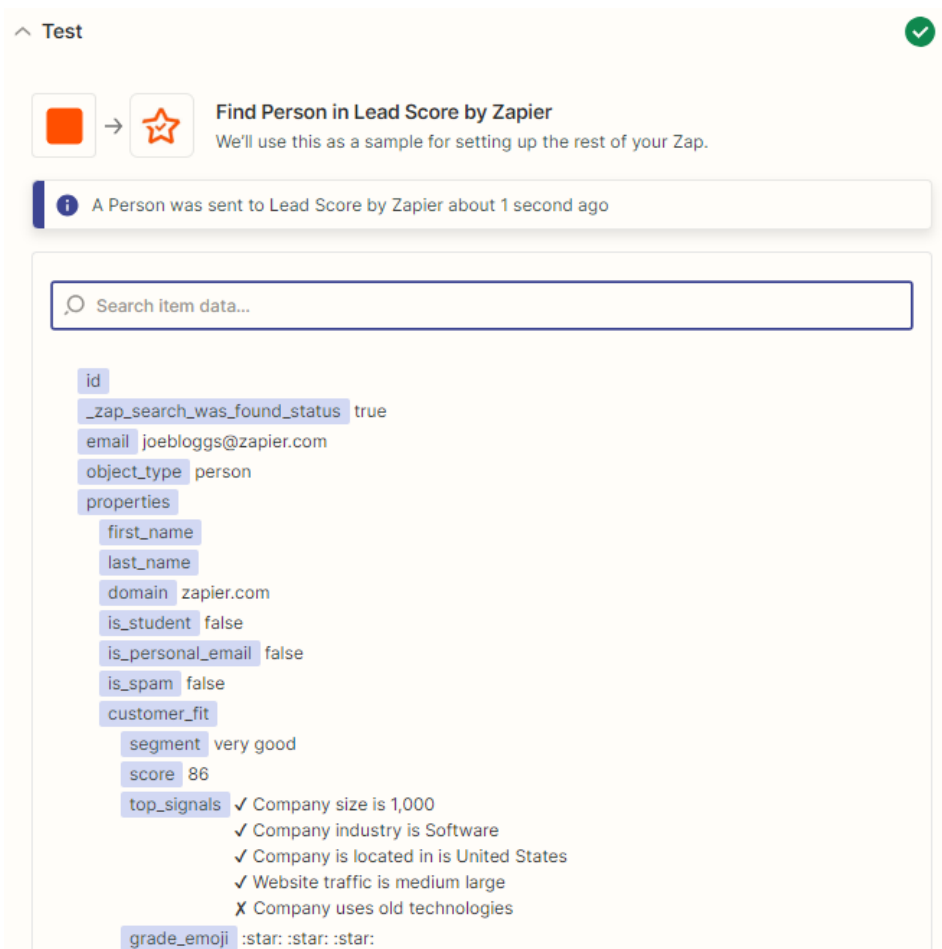 Test
Find Person in Lead Score by Zapier
We'll use this as a sample for setting up the rest of your Zap.
A Person was sent to Lead Score by Zapier about 1 second ago
Search item data...
id
_zap_search_was_found_status true
email joebloggs@zapier.com
object_type person
properties
first_name
last_name
domain zapier.com
is_student false
is_personal_email false
is_spam false
customer_fit
segment very good
score 86
top_signals ✓ Company size is 1,000
✓ Company industry is Software
✓ Company is located in is United States
✓ Website traffic is medium large
✗ Company uses old technologies
grade_emoji :star: :star: :star: